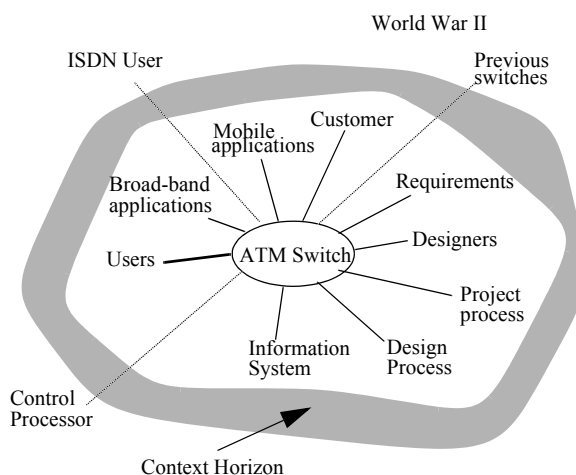 World War II
ISDN User
Previous
switches
Customer
Mobile
applications
Broad-band
applications
Requirements
Users
ATM Switch
Designers
Project
process
Information
System
Design
Process
Control
Processor
Context Horizon